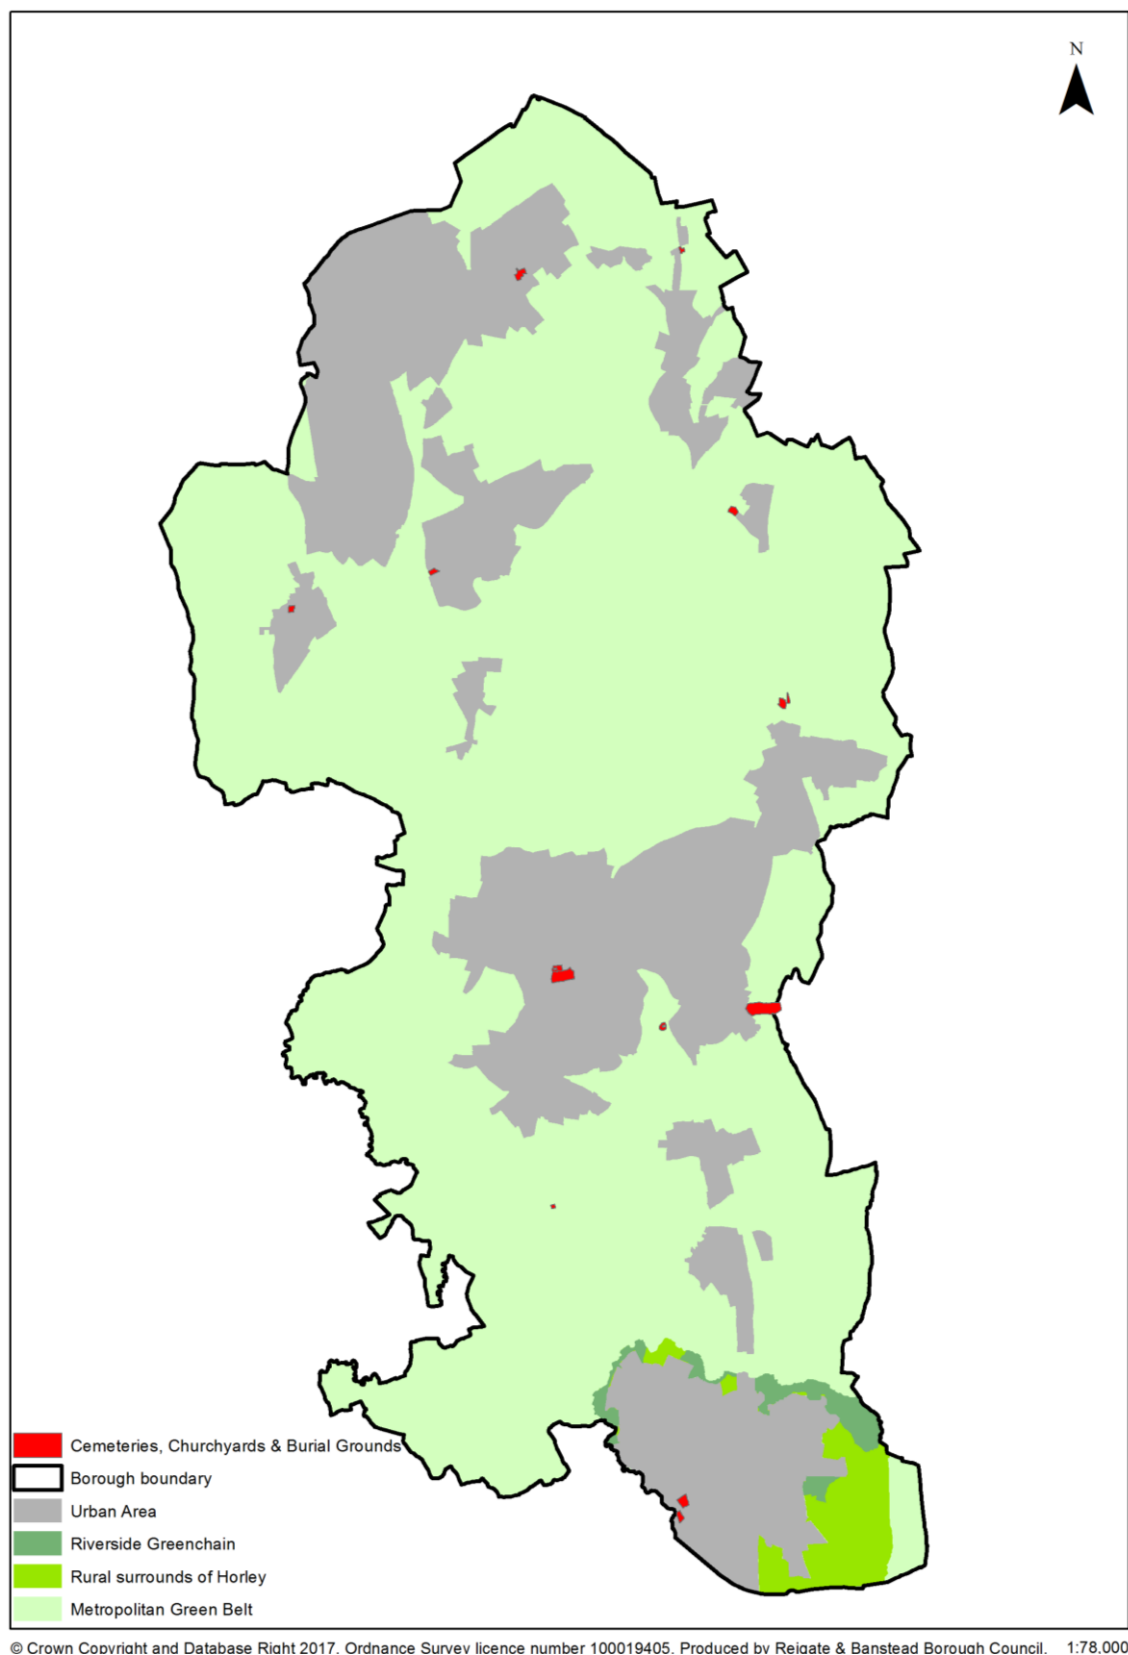 N
Cemeteries, Churchyards & Burial Grounds
Borough boundary
Urban Area
Riverside Greenchain
Rural surrounds of Horley
Metropolitan Green Belt
© Crown Copyright and Database Right 2017. Ordnance Survey licence number 100019405. Produced by Reigate & Banstead Borough Council. 1:78,000